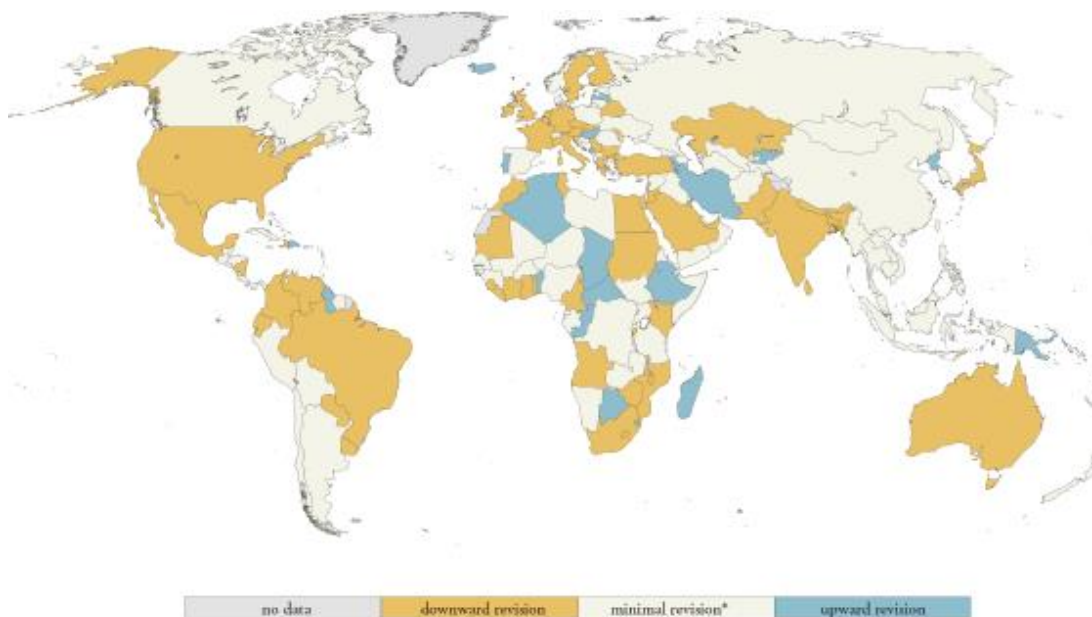 no data
downward revision
minimal revision*
upward revision